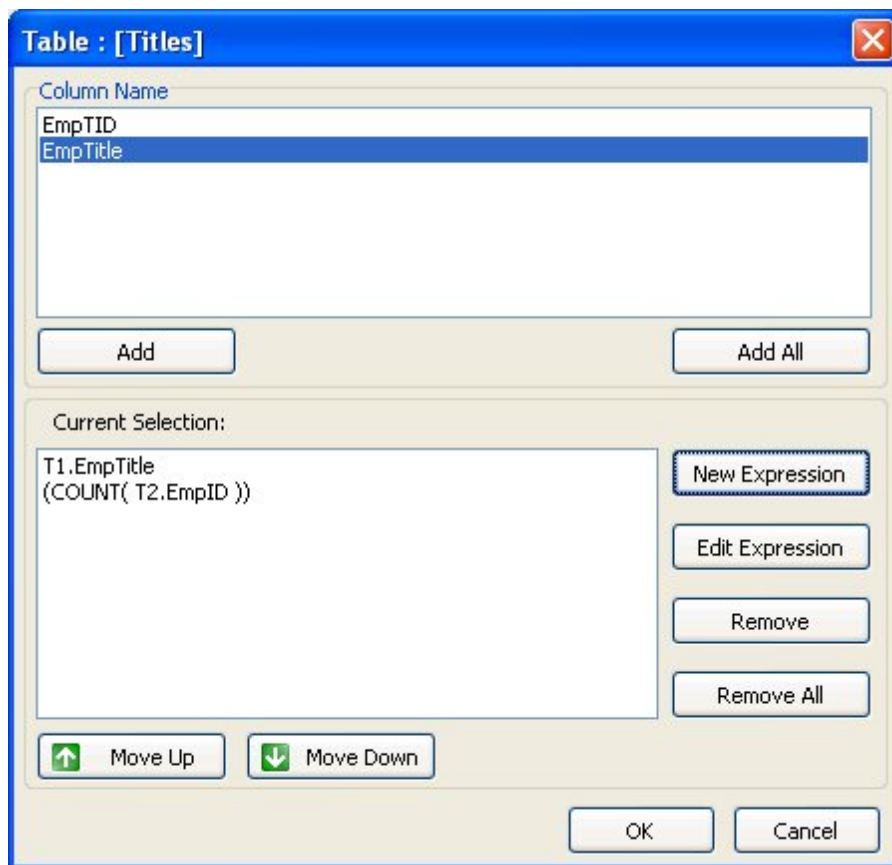 Table : [Titles]
Column Name
EmpTID
EmpTitle
Add
Add All
Current Selection:
T1.EmpTitle
(COUNT( T2.EmpID ))
New Expression
Edit Expression
Remove
Remove All
Move Up
Move Down
OK
Cancel